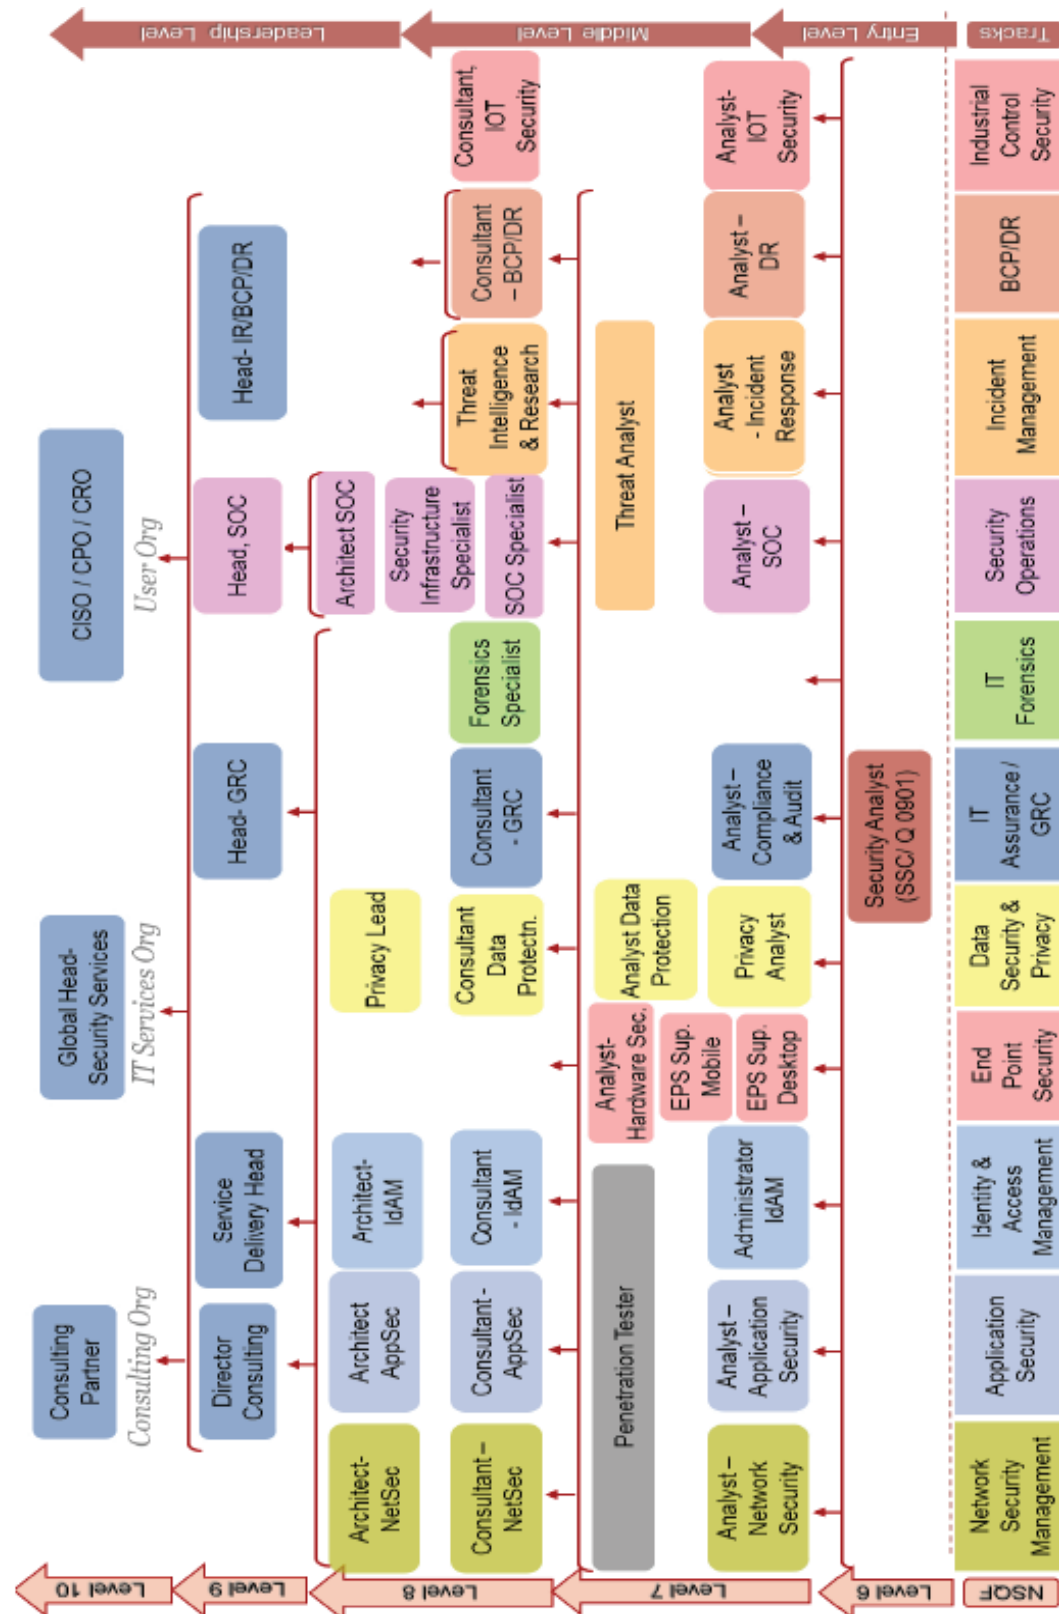 Consulting
Partner
Consulting Org
Global Head-
Security Services
IT Services Org
CISO / CPO / CRO
User Org
Leadership Level
Level 10
Director
Consulting
Service
Delivery Head
Head- GRC
Head, SOC
Head- IR/BCP/DR
Level 9
Architect-
NetSec
Architect
AppSec
Architect-
IdAM
Privacy Lead
Architect SOC
Middle Level
Level 8
Consultant –
NetSec
Consultant -
AppSec
Consultant
- IdAM
Consultant
Data
Protectn.
Consultant
- GRC
Forensics
Specialist
Security
Infrastructure
Specialist
SOC Specialist
Threat
Intelligence
& Research
Consultant
– BCP/DR
Consultant,
IOT
Security
Penetration Tester
Analyst-
Hardware Sec.
EPS Sup.
Mobile
EPS Sup.
Desktop
Analyst Data
Protection
Threat Analyst
Level 7
Analyst –
Network
Security
Analyst –
Application
Security
Administrator
IdAM
Privacy
Analyst
Analyst –
Compliance
& Audit
Analyst –
SOC
Analyst
- Incident
Response
Analyst –
DR
Analyst-
IOT
Security
Entry Level
Level 6
Security Analyst
(SSC/ Q 0901)
NSQF
Network
Security
Management
Application
Security
Identity &
Access
Management
End
Point
Security
Data
Security &
Privacy
IT
Assurance /
GRC
IT
Forensics
Security
Operations
Incident
Management
BCP/DR
Industrial
Control
Security
Tracks